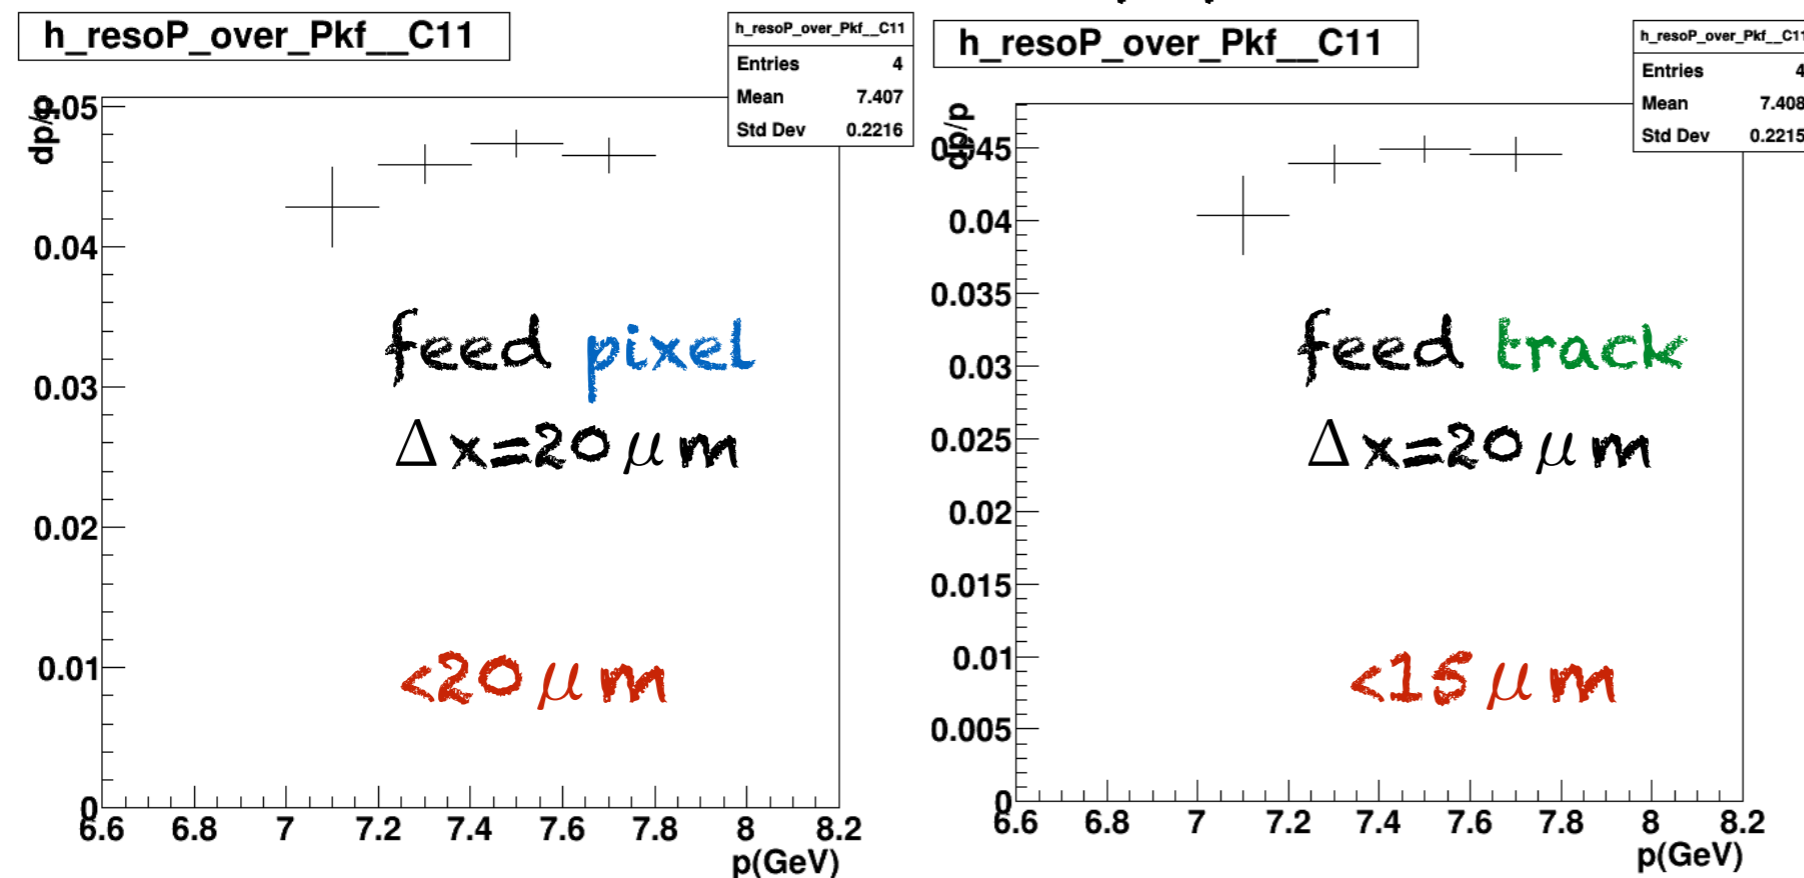 h_resoP_over_Pkf__C11
h_resoP_over_Pkf__C11
Entries 4
Mean 7.407
Std Dev 0.2216
dp/p
0.05
0.04
0.03
0.02
0.01
0
feed pixel
Δx=20μm
<20μm
6.6 6.8 7 7.2 7.4 7.6 7.8 8 8.2
p(GeV)
h_resoP_over_Pkf__C11
h_resoP_over_Pkf__C11
Entries 4
Mean 7.408
Std Dev 0.2215
dp/p
0.045
0.04
0.035
0.03
0.025
0.02
0.015
0.01
0.005
0
feed track
Δx=20μm
<15μm
6.6 6.8 7 7.2 7.4 7.6 7.8 8 8.2
p(GeV)